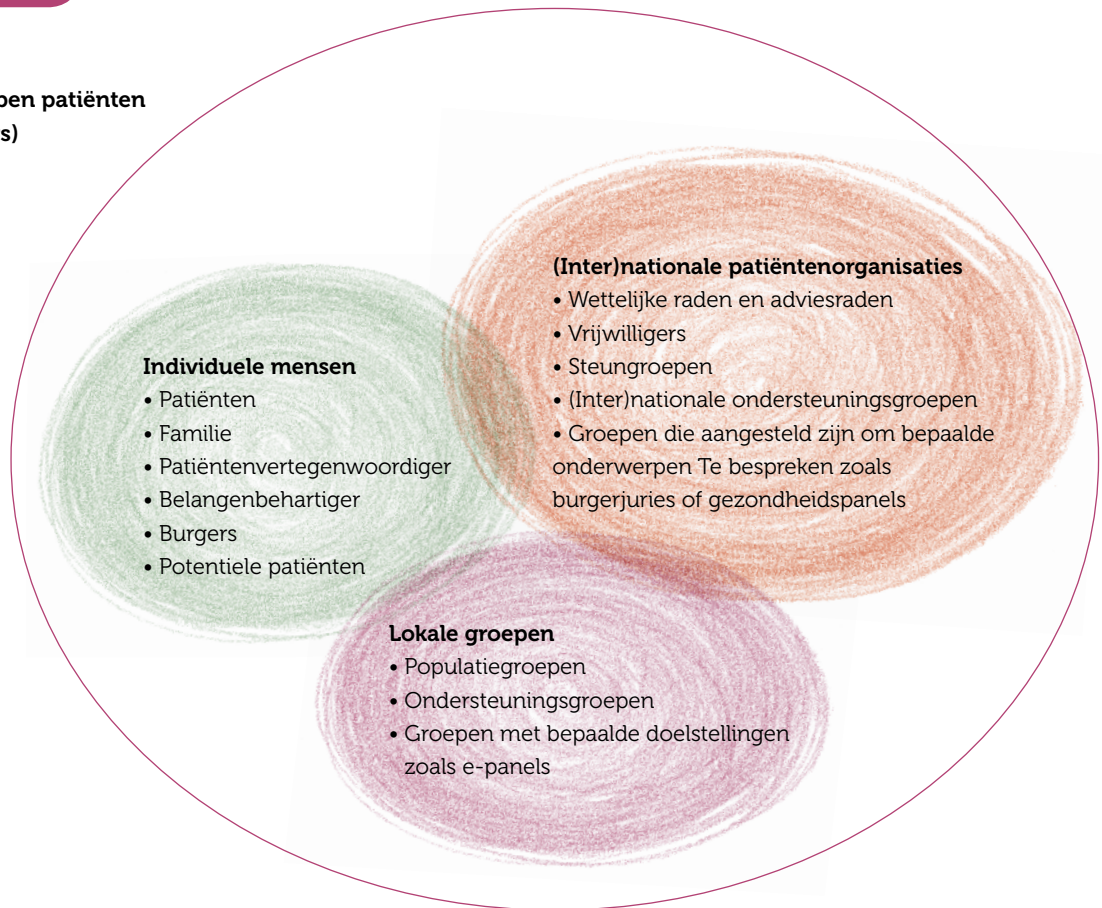 pen patiënten
s)
(Inter)nationale patiëntenorganisaties
• Wettelijke raden en adviesraden
• Vrijwilligers
• Steungroepen
• (Inter)nationale ondersteuningsgroepen
• Groepen die aangesteld zijn om bepaalde
onderwerpen Te bespreken zoals
burgerjuries of gezondheidspanels
Individuele mensen
• Patiënten
• Familie
• Patiëntenvertegenwoordiger
• Belangenbehartiger
• Burgers
• Potentiele patiënten
Lokale groepen
• Populatiegroepen
• Ondersteuningsgroepen
• Groepen met bepaalde doelstellingen
zoals e-panels